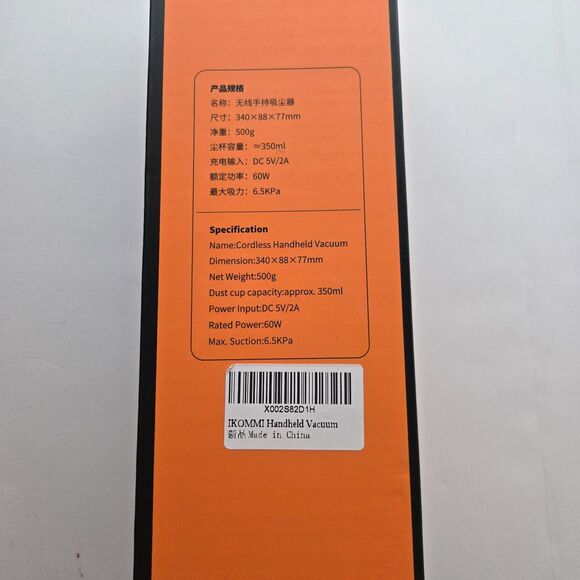 产品规格
名称：无线手持吸尘器
尺寸：340×88×77mm
净重：500g
尘杯容量：≈350ml
充电输入：DC 5V/2A
额定功率：60W
最大吸力：6.5KPa
Specification
Name:Cordless Handheld Vacuum
Dimension:340×88×77mm
Net Weight:500g
Dust cup capacity:approx. 350ml
Power Input:DC 5V/2A
Rated Power:60W
Max. Suction:6.5KPa
X002S82D1H
IKOMMI Handheld Vacuum
新品 Made in China